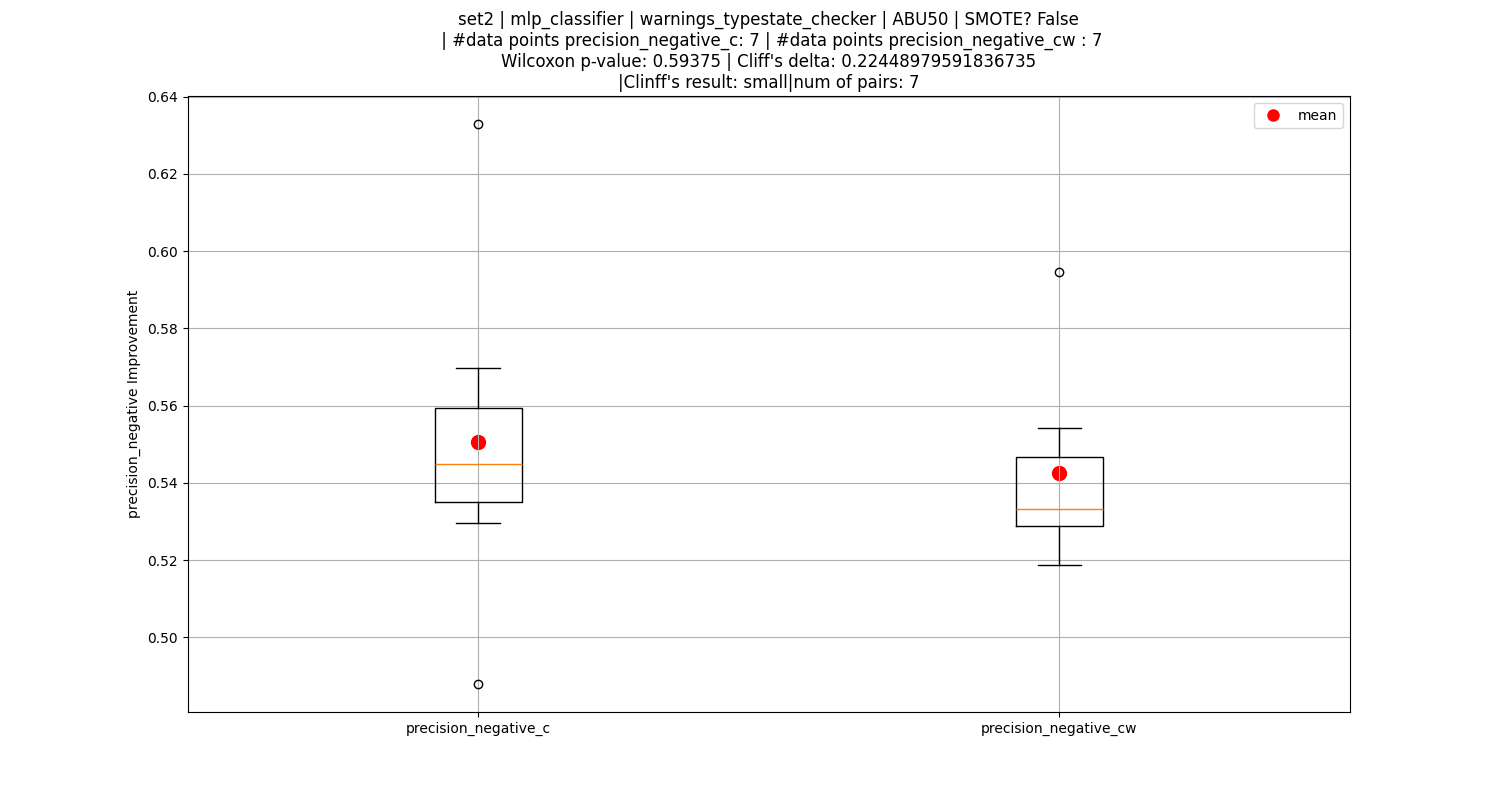 set2 | mlp_classifier | warnings_typestate_checker | ABU50 | SMOTE? False
| #data points precision_negative_c: 7 | #data points precision_negative_cw : 7
Wilcoxon p-value: 0.59375 | Cliff's delta: 0.22448979591836735
|Clinff's result: small|num of pairs: 7
mean
0.64
0.62
0.60
0.58
0.56
0.54
0.52
0.50
precision_negative Improvement
precision_negative_c
precision_negative_cw